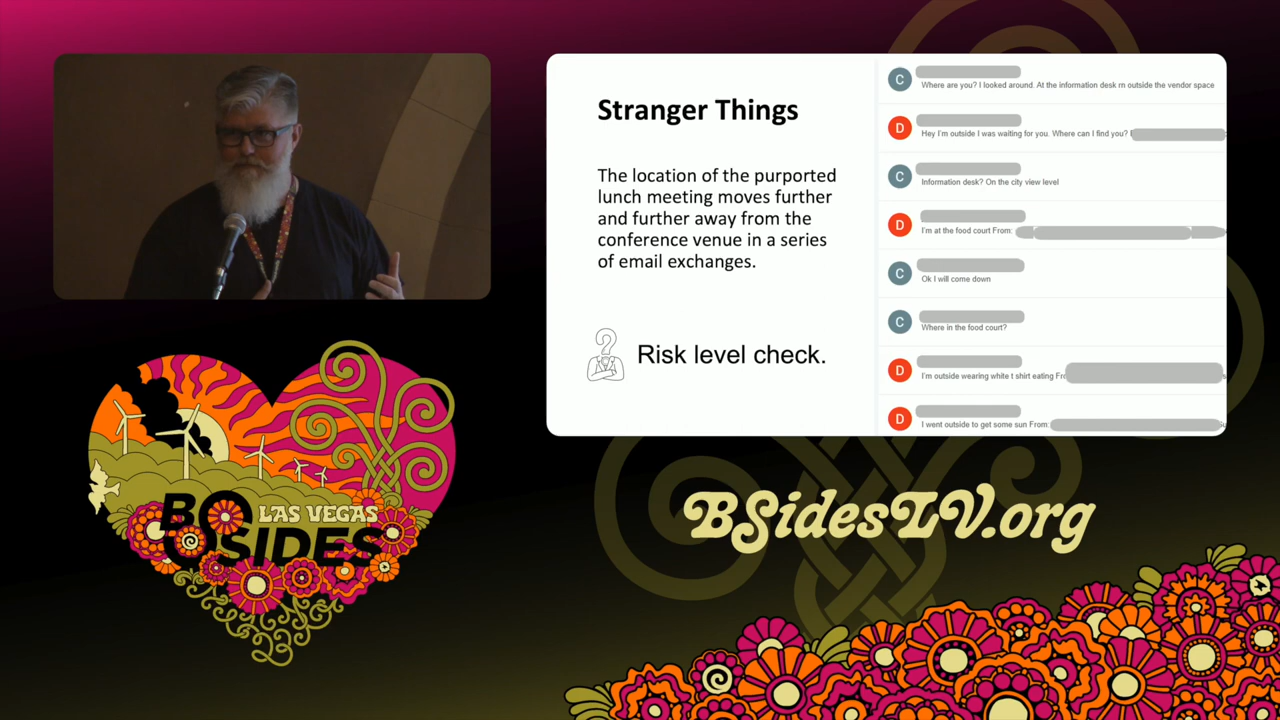 Stranger Things
The location of the purported
lunch meeting moves further
and further away from the
conference venue in a series
of email exchanges.
Risk level check.
C
Where are you? I looked around. At the information desk rn outside the vendor space
D
Hey I'm outside I was waiting for you. Where can I find you?
C
Information desk? On the city view level
D
I'm at the food court From:
C
Ok I will come down
C
Where in the food court?
D
I'm outside wearing white t shirt eating
D
I went outside to get some sun From:
BSIDES
LAS VEGAS
BSidesLV.org